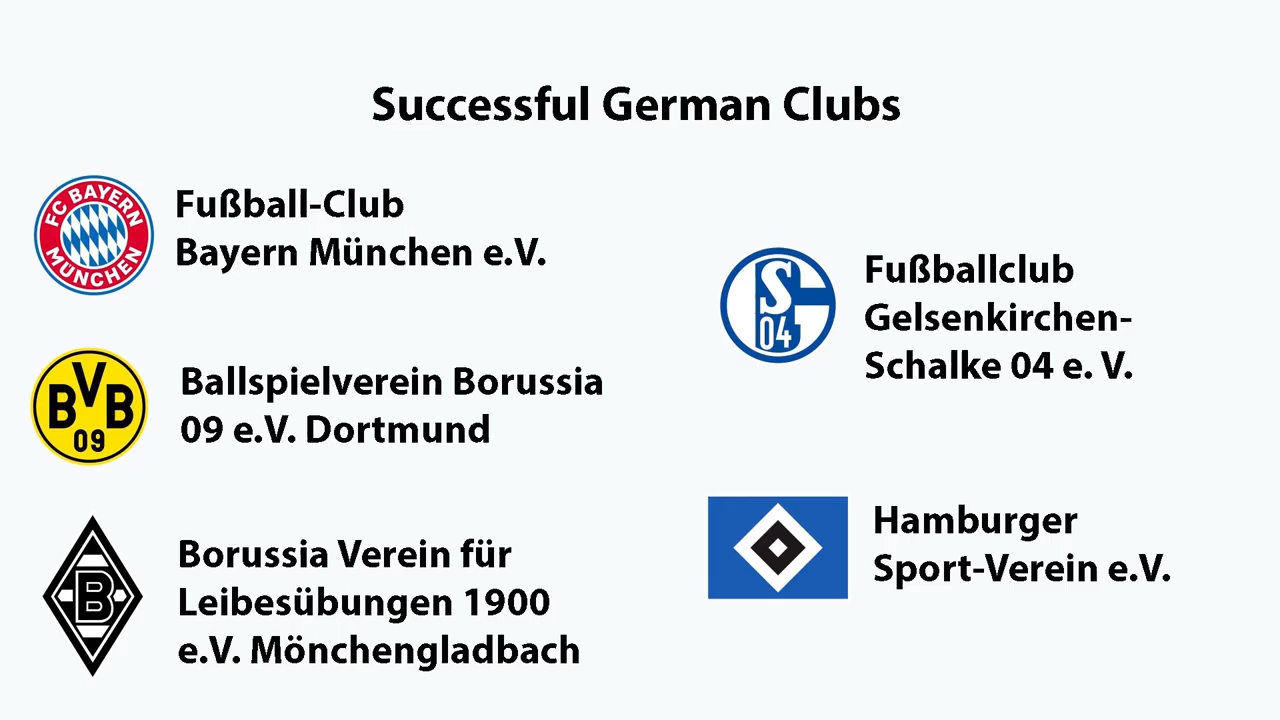 Successful German Clubs
FC BAYERN
MÜNCHEN
Fußball-Club
Bayern München e.V.
BVB
09
Ballspielverein Borussia
09 e.V. Dortmund
B
Borussia Verein für
Leibesübungen 1900
e.V. Mönchengladbach
S
04
Fußballclub
Gelsenkirchen-
Schalke 04 e. V.
Hamburger
Sport-Verein e.V.